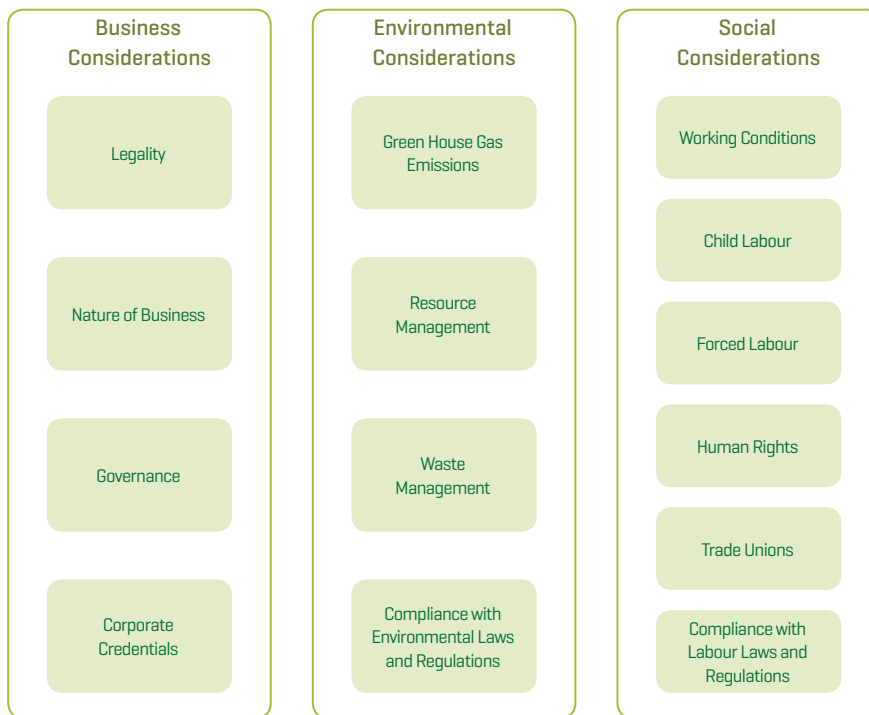 Business
Considerations
Legality
Nature of Business
Governance
Corporate
Credentials
Environmental
Considerations
Green House Gas
Emissions
Resource
Management
Waste
Management
Compliance with
Environmental Laws
and Regulations
Social
Considerations
Working Conditions
Child Labour
Forced Labour
Human Rights
Trade Unions
Compliance with
Labour Laws and
Regulations